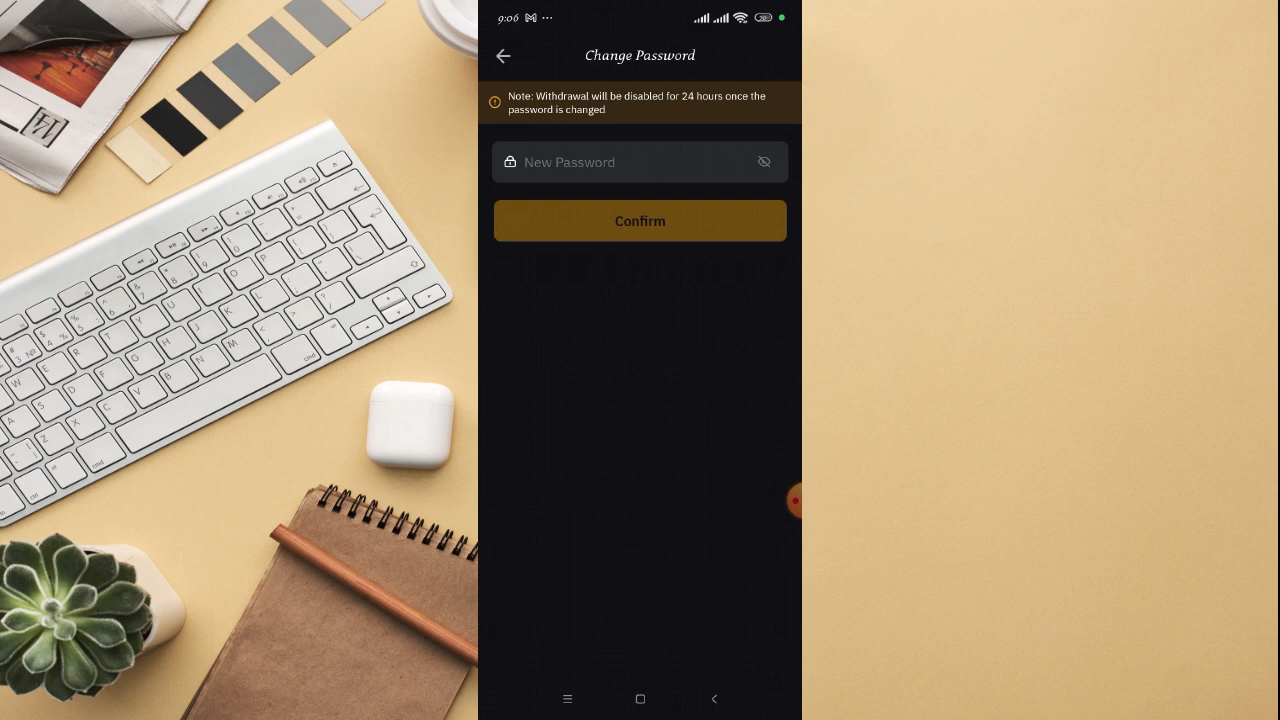 9:06
Change Password
Note: Withdrawal will be disabled for 24 hours once the
password is changed
New Password
Confirm